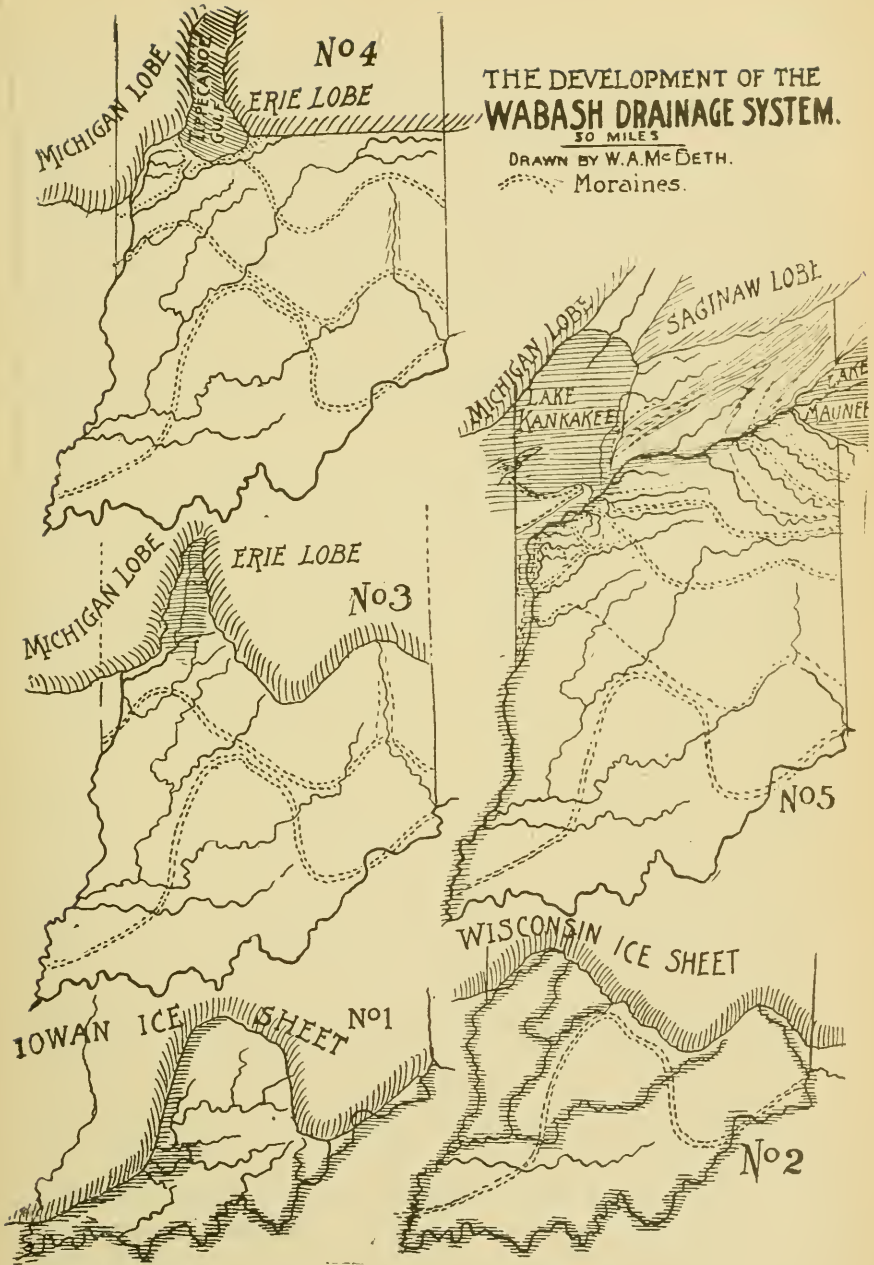 THE DEVELOPMENT OF THE
WABASH DRAINAGE SYSTEM.
50 MILES
DRAWN BY W.A. McBETH.
Moraines.
No 4
MICHIGAN LOBE
TIPPECANOE
GULF
ERIE LOBE
MICHIGAN LOBE
SAGINAW LOBE
LAKE
KANKAKEE
LAKE
MAUMEE
No 5
MICHIGAN LOBE
ERIE LOBE
No 3
IOWAN ICE SHEET
No 1
WISCONSIN ICE SHEET
No 2